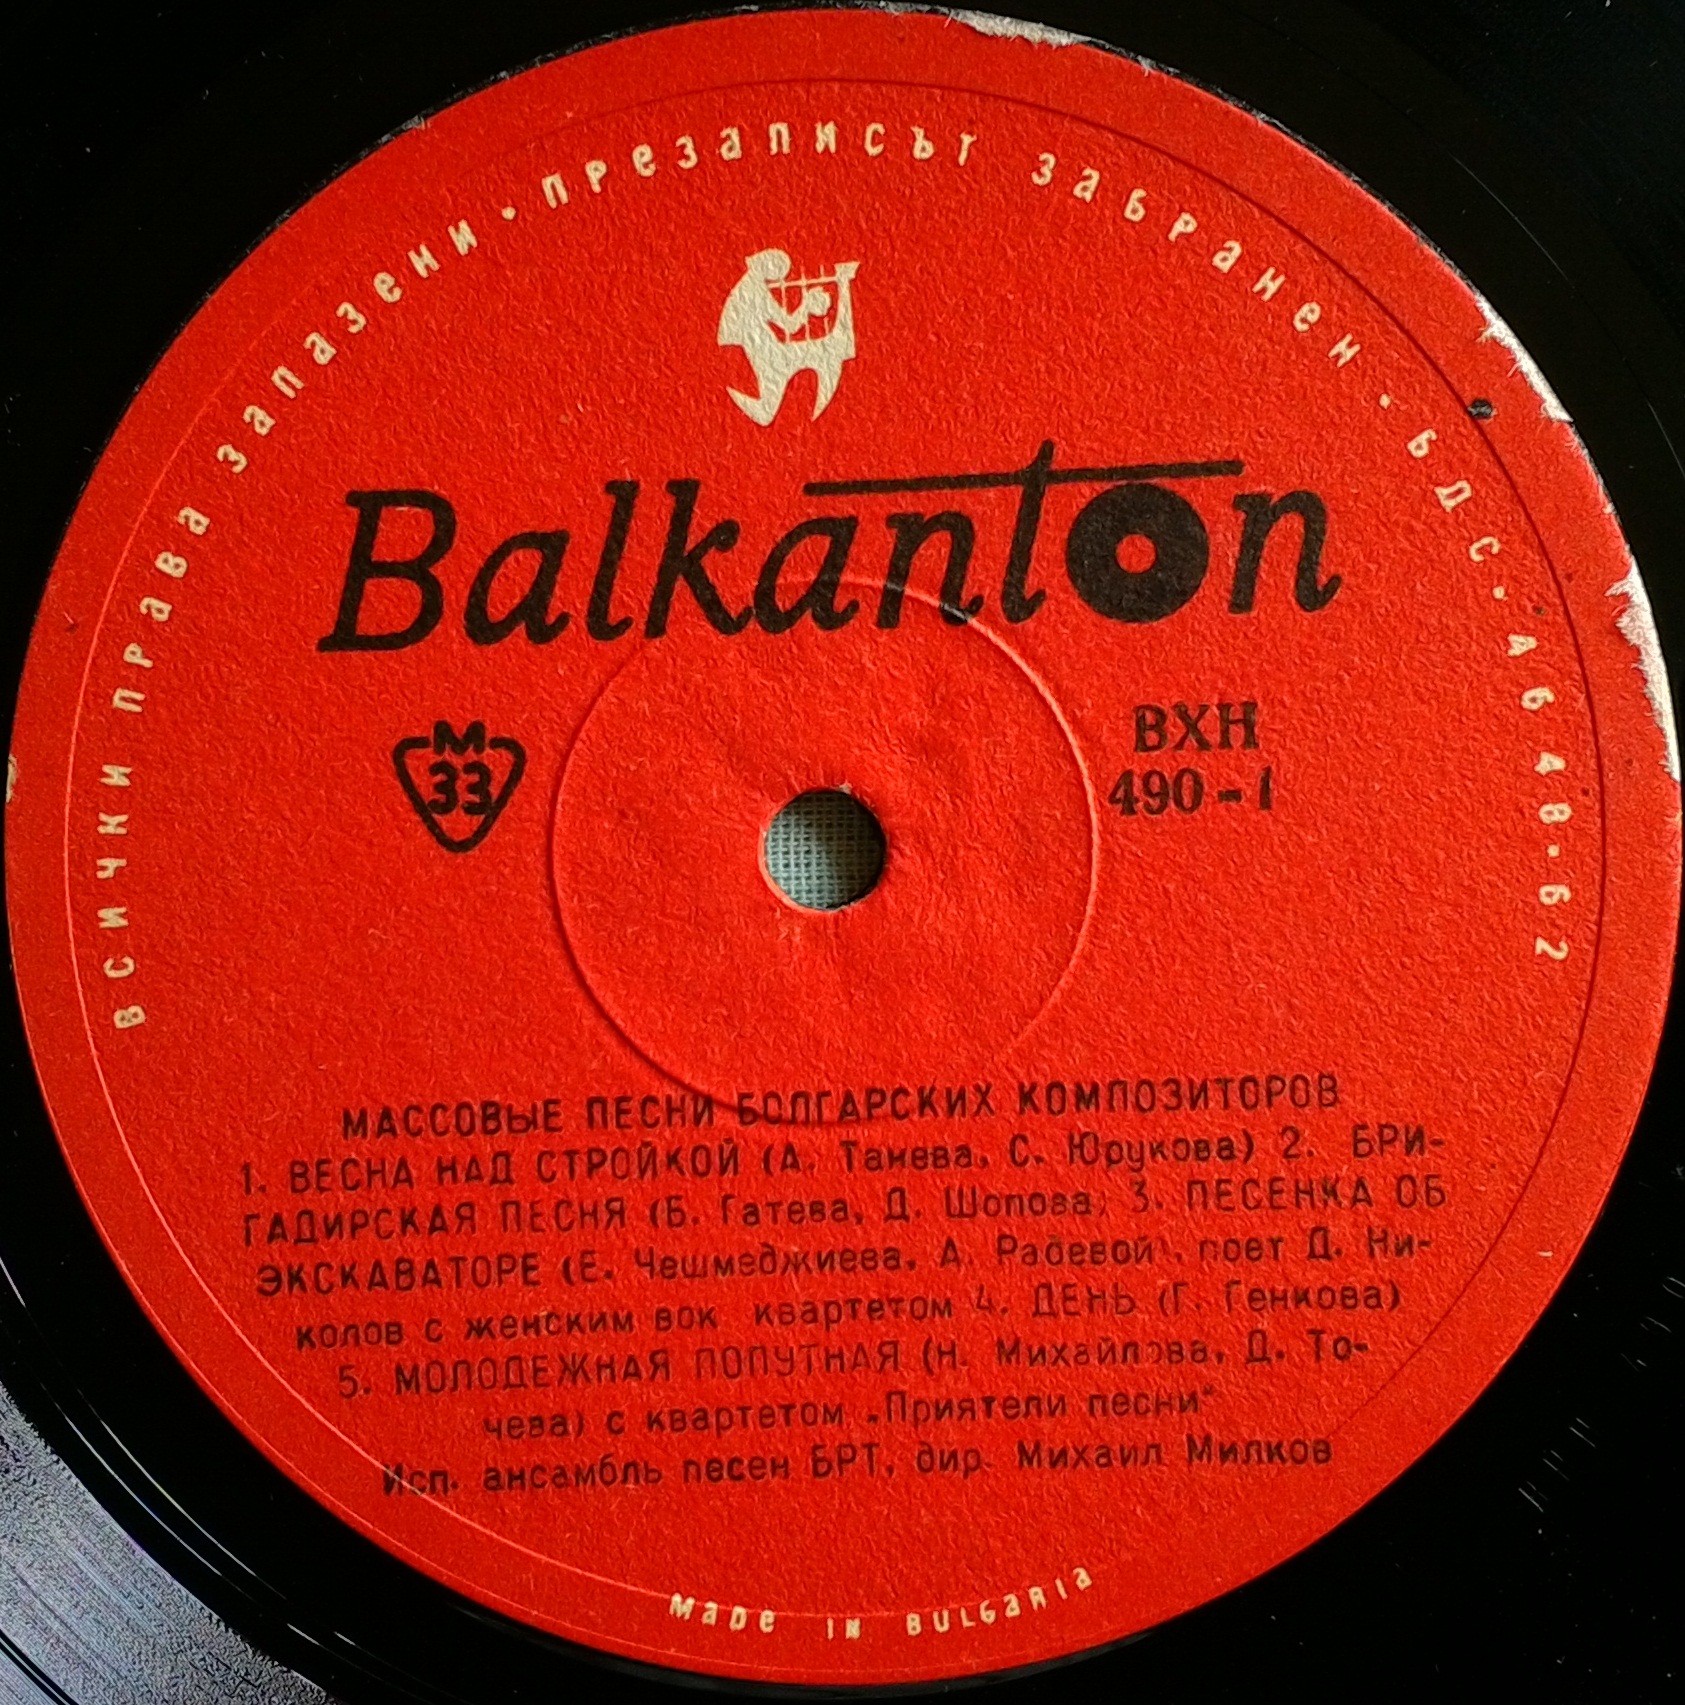 ВСИЧКИ ПРАВА ЗАПАЗЕНИ · ПРЕЗАПИСЪТ ЗАБРАНЕН · БДС · 4648-62
Balkanton
М
33
ВХН
490-1
МАССОВЫЕ ПЕСНИ БОЛГАРСКИХ КОМПОЗИТОРОВ
1. ВЕСНА НАД СТРОЙКОЙ (А. Танева, С. Юрукова) 2. БРИ-
ГАДИРСКАЯ ПЕСНЯ (Б. Гатева, Д. Шопова) 3. ПЕСЕНКА ОБ
ЭКСКАВАТОРЕ (Е. Чешмеджиева, А. Радевой), поет Д. Ни-
колов с женским вок квартетом 4. ДЕНЬ (Г. Генкова)
5. МОЛОДЕЖНАЯ ПОПУТНАЯ (Н. Михайлова, Д. То-
чева) с квартетом „Приятели песни“
Исп. ансамбль песен БРТ, дир. Михаил Милков
MADE IN BULGARIA